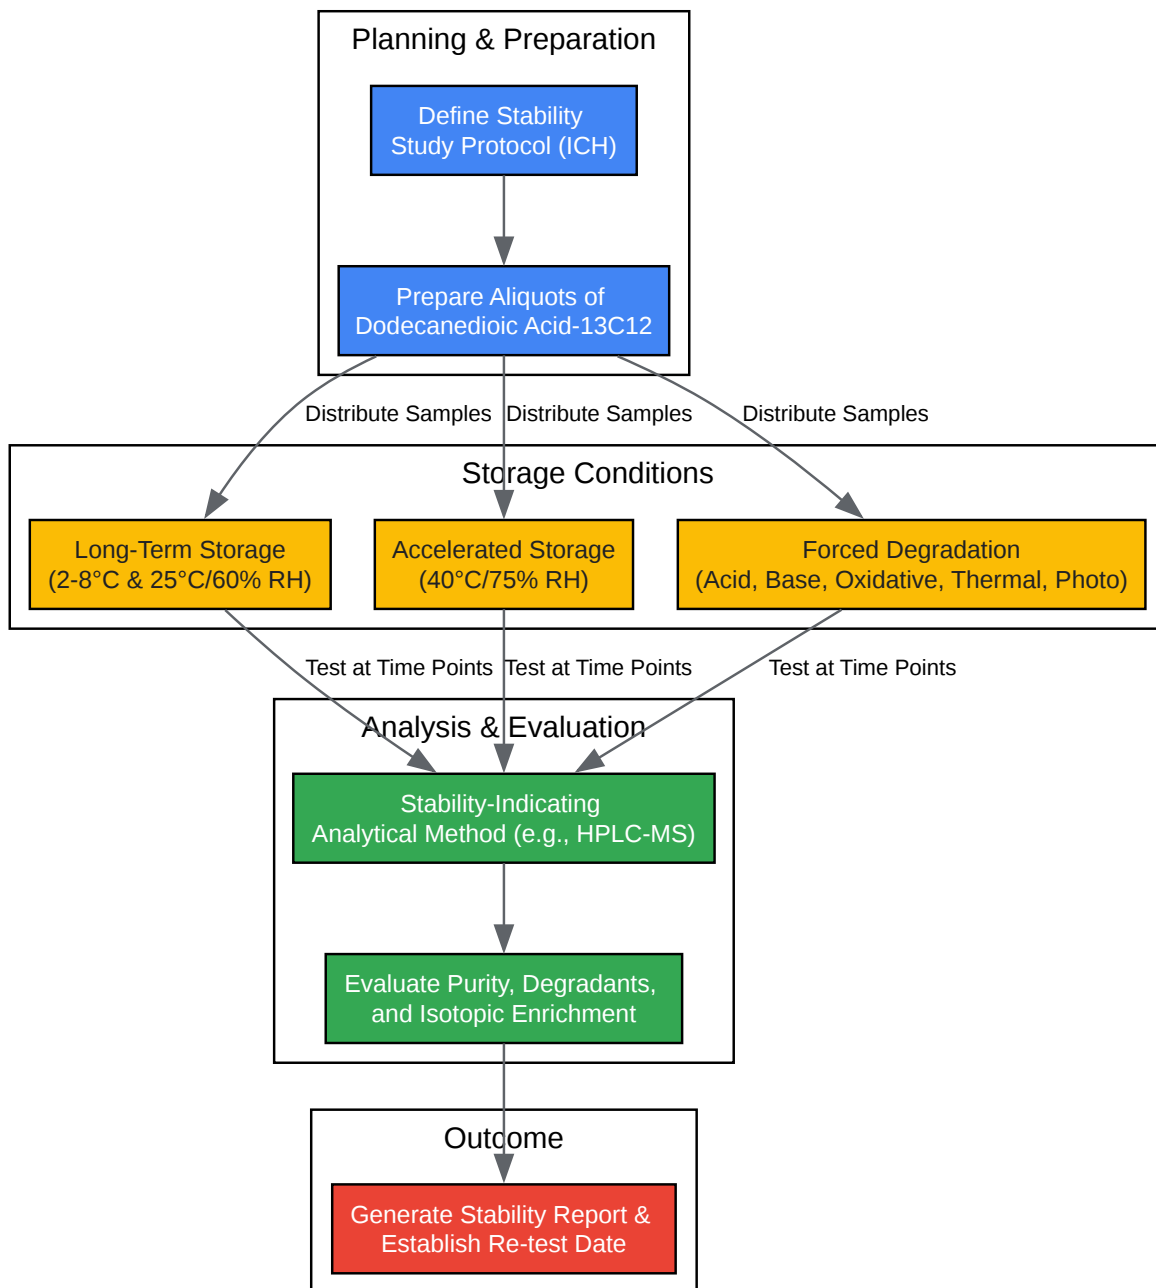 Planning & Preparation
Define Stability
Study Protocol (ICH)
Prepare Aliquots of
Dodecanedioic Acid-13C12
Distribute Samples
Distribute Samples
Distribute Samples
Storage Conditions
Long-Term Storage
(2-8°C & 25°C/60% RH)
Accelerated Storage
(40°C/75% RH)
Forced Degradation
(Acid, Base, Oxidative, Thermal, Photo)
Test at Time Points
Test at Time Points
Test at Time Points
Analysis & Evaluation
Stability-Indicating
Analytical Method (e.g., HPLC-MS)
Evaluate Purity, Degradants,
and Isotopic Enrichment
Outcome
Generate Stability Report &
Establish Re-test Date